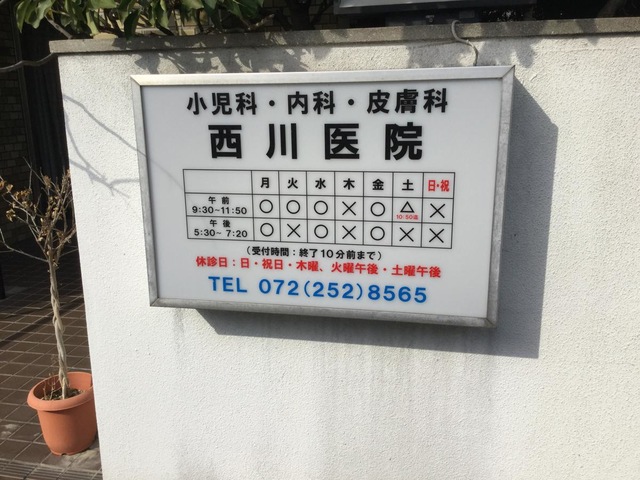 小児科・内科・皮膚科
西川医院
月 火 水 木 金 土 日・祝
午前 9:30~11:50 ○ ○ ○ × ○ △ ×
10:50迄
午後 5:30~7:20 ○ × ○ × ○ × ×
(受付時間:終了10分前まで)
休診日:日・祝日・木曜、火曜午後・土曜午後
TEL 072(252)8565